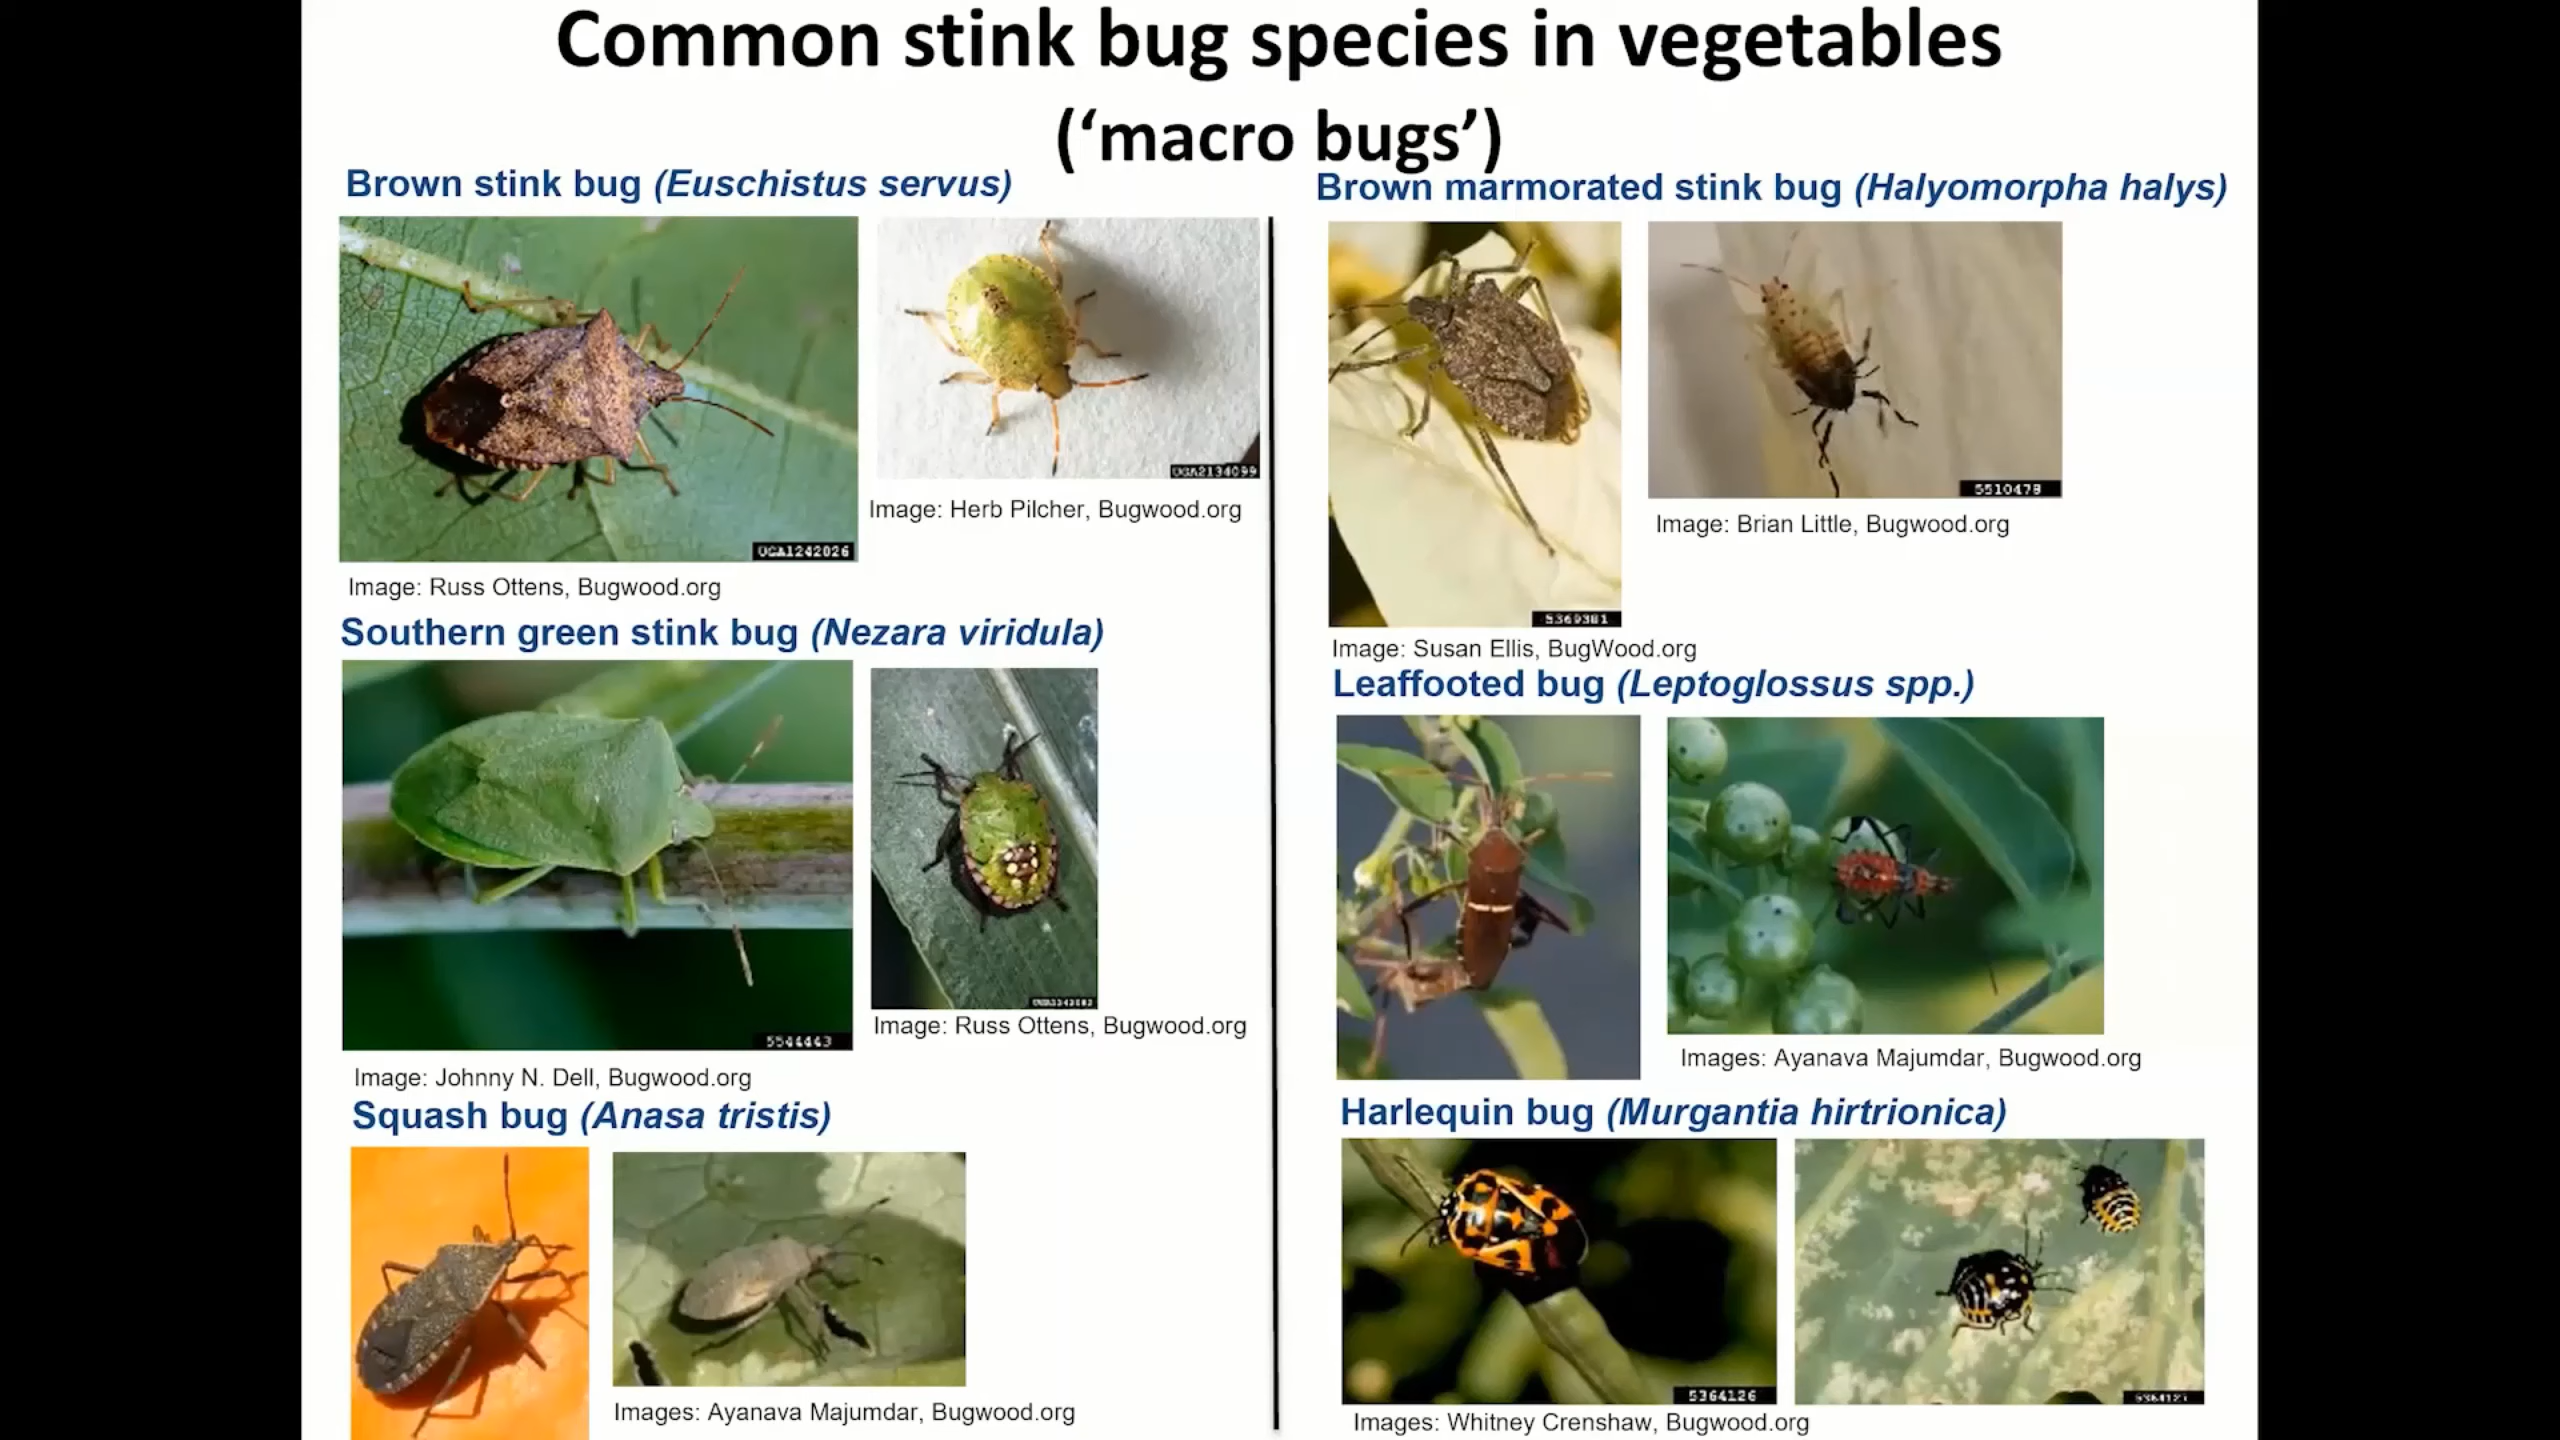 Common stink bug species in vegetables
(‘macro bugs’)
Brown stink bug (Euschistus servus)
UGA1242026
Image: Russ Ottens, Bugwood.org
UGA2134099
Image: Herb Pilcher, Bugwood.org
Southern green stink bug (Nezara viridula)
5544443
Image: Johnny N. Dell, Bugwood.org
Image: Russ Ottens, Bugwood.org
Squash bug (Anasa tristis)
Images: Ayanava Majumdar, Bugwood.org
Brown marmorated stink bug (Halyomorpha halys)
5369381
Image: Susan Ellis, BugWood.org
5510478
Image: Brian Little, Bugwood.org
Leaffooted bug (Leptoglossus spp.)
Images: Ayanava Majumdar, Bugwood.org
Harlequin bug (Murgantia hirtrionica)
5364126
Images: Whitney Crenshaw, Bugwood.org